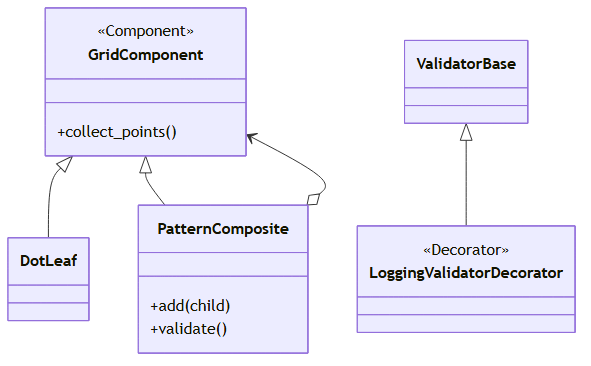 «Component»
GridComponent
+collect_points()
ValidatorBase
DotLeaf
PatternComposite
+add(child)
+validate()
«Decorator»
LoggingValidatorDecorator